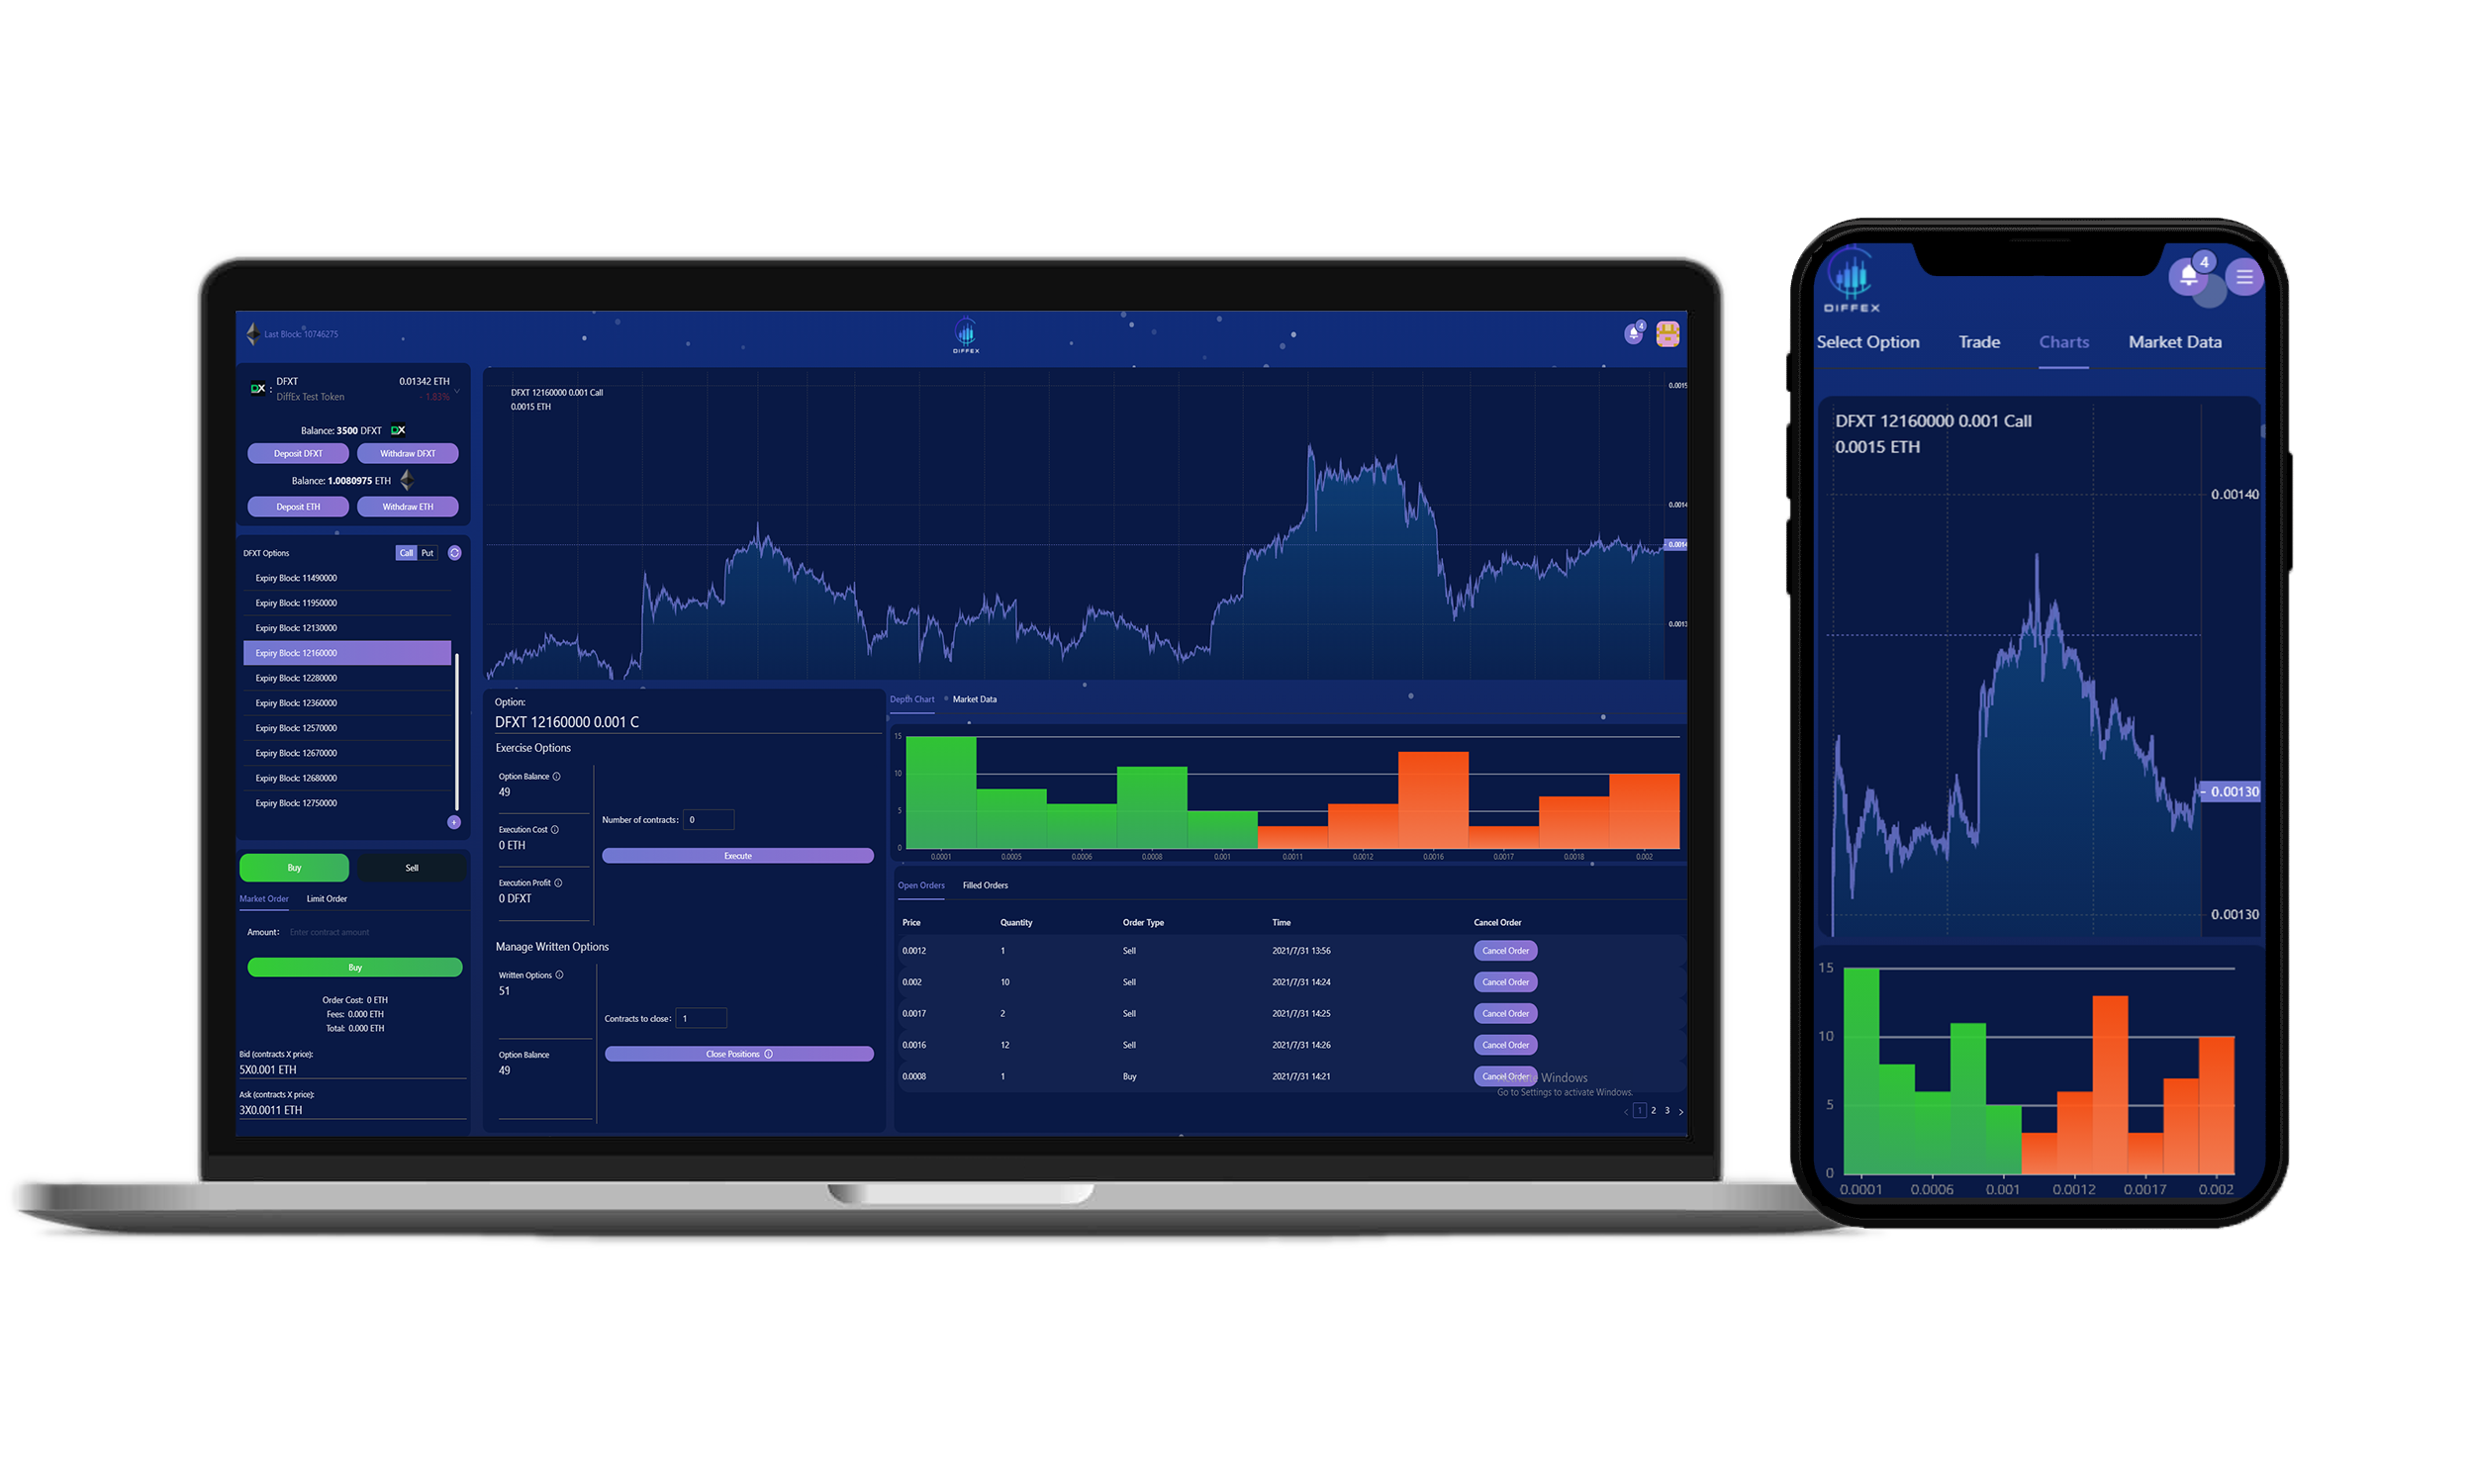 Last Block: 10746275
DIFFEX
4
DX :
DFXT
0.01342 ETH
DiffEx Test Token
- 1.83%
Balance: 3500 DFXT DX
Deposit DFXT
Withdraw DFXT
Balance: 1.0080975 ETH
Deposit ETH
Withdraw ETH
DFXT Options
Call
Put
Expiry Block: 11490000
Expiry Block: 11950000
Expiry Block: 12130000
Expiry Block: 12160000
Expiry Block: 12280000
Expiry Block: 12360000
Expiry Block: 12570000
Expiry Block: 12670000
Expiry Block: 12680000
Expiry Block: 12750000
+
Buy
Sell
Market Order
Limit Order
Amount:
Enter contract amount
Buy
Order Cost: 0 ETH
Fees: 0.000 ETH
Total: 0.000 ETH
Bid (contracts X price):
5X0.001 ETH
Ask (contracts X price):
3X0.0011 ETH
DFXT 12160000 0.001 Call
0.0015 ETH
0.0015
0.0014
0.0014
0.0013
Option:
DFXT 12160000 0.001 C
Exercise Options
Option Balance
49
Execution Cost
0 ETH
Execution Profit
0 DFXT
Number of contracts: 0
Execute
Manage Written Options
Written Options
51
Option Balance
49
Contracts to close: 1
Close Positions
Depth Chart
Market Data
15
10
5
0
0.0001 0.0005 0.0006 0.0008 0.001 0.0011 0.0012 0.0016 0.0017 0.0018 0.002
Open Orders
Filled Orders
Price Quantity Order Type Time Cancel Order
0.0012 1 Sell 2021/7/31 13:56 Cancel Order
0.002 10 Sell 2021/7/31 14:24 Cancel Order
0.0017 2 Sell 2021/7/31 14:25 Cancel Order
0.0016 12 Sell 2021/7/31 14:26 Cancel Order
0.0008 1 Buy 2021/7/31 14:21 Cancel Order
Windows
Go to Settings to activate Windows.
< 1 2 3 >
DIFFEX
4
Select Option
Trade
Charts
Market Data
DFXT 12160000 0.001 Call
0.0015 ETH
0.00140
0.00130
0.00130
15
10
5
0
0.0001 0.0006 0.001 0.0012 0.0017 0.002